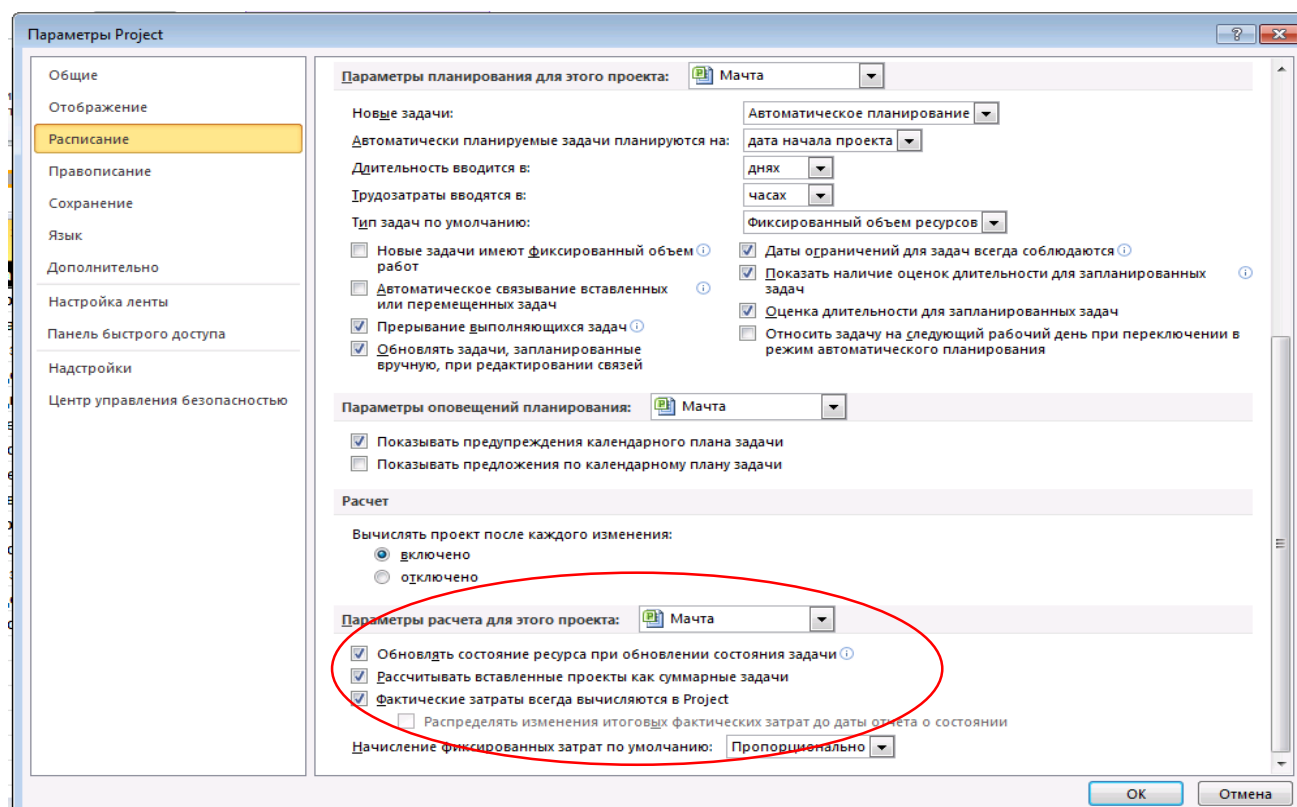 Параметры Project
Общие
Отображение
Расписание
Правописание
Сохранение
Язык
Дополнительно
Настройка ленты
Панель быстрого доступа
Надстройки
Центр управления безопасностью
Параметры планирования для этого проекта: Мачта
Новые задачи: Автоматическое планирование
Автоматически планируемые задачи планируются на: дата начала проекта
Длительность вводится в: днях
Трудозатраты вводятся в: часах
Тип задач по умолчанию: Фиксированный объем ресурсов
Новые задачи имеют фиксированный объем
работ
Автоматическое связывание вставленных
или перемещенных задач
Прерывание выполняющихся задач
Обновлять задачи, запланированные
вручную, при редактировании связей
Даты ограничений для задач всегда соблюдаются
Показать наличие оценок длительности для запланированных
задач
Оценка длительности для запланированных задач
Относить задачу на следующий рабочий день при переключении в
режим автоматического планирования
Параметры оповещений планирования: Мачта
Показывать предупреждения календарного плана задачи
Показывать предложения по календарному плану задачи
Расчет
Вычислять проект после каждого изменения:
включено
отключено
Параметры расчета для этого проекта: Мачта
Обновлять состояние ресурса при обновлении состояния задачи
Рассчитывать вставленные проекты как суммарные задачи
Фактические затраты всегда вычисляются в Project
Распределять изменения итоговых фактических затрат до даты отчета о состоянии
Начисление фиксированных затрат по умолчанию: Пропорционально
ОК
Отмена